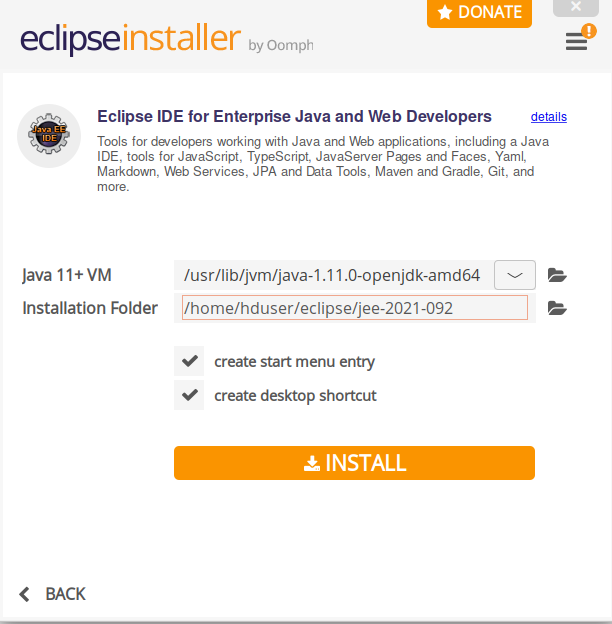 DONATE
eclipseinstaller by Oomph
!
Java EE
IDE
Eclipse IDE for Enterprise Java and Web Developers
details
Tools for developers working with Java and Web applications, including a Java
IDE, tools for JavaScript, TypeScript, JavaServer Pages and Faces, Yaml,
Markdown, Web Services, JPA and Data Tools, Maven and Gradle, Git, and
more.
Java 11+ VM
/usr/lib/jvm/java-1.11.0-openjdk-amd64
Installation Folder
/home/hduser/eclipse/jee-2021-092
create start menu entry
create desktop shortcut
INSTALL
BACK